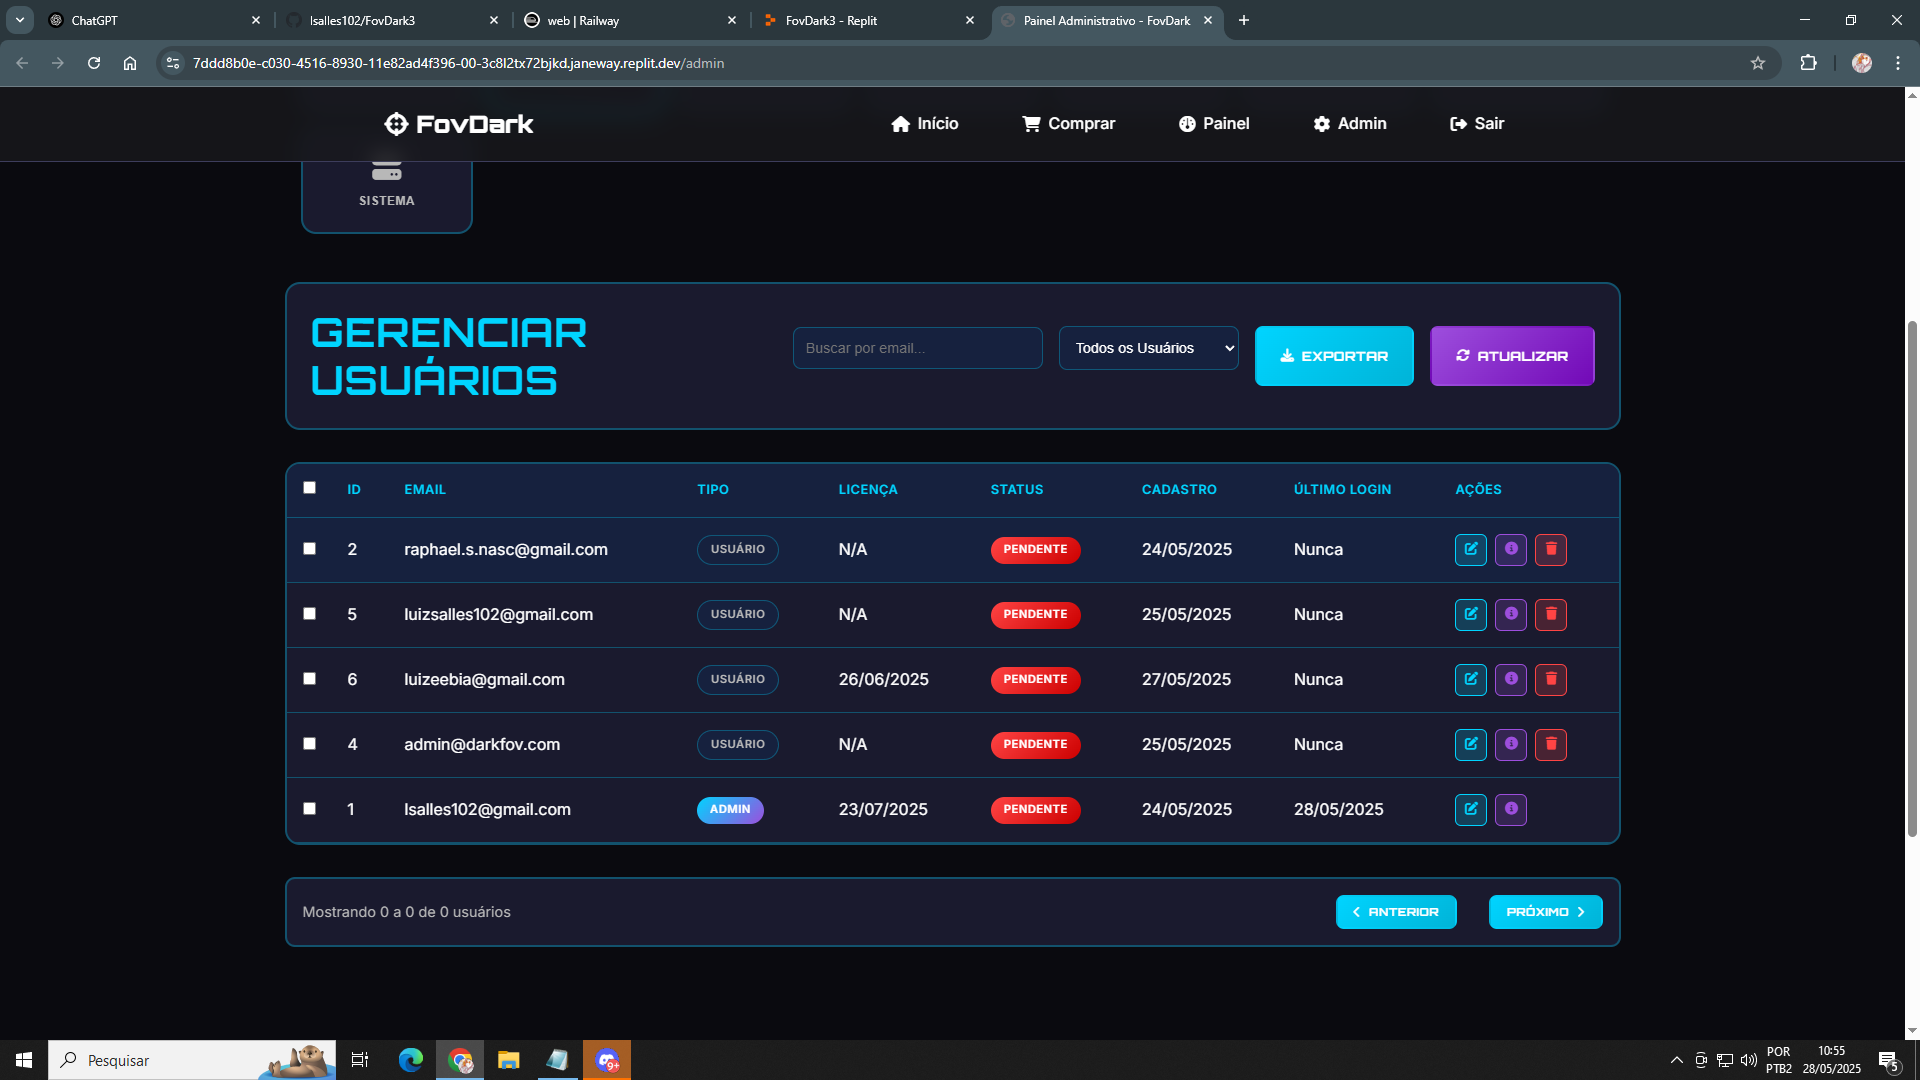 ChatGPT
lsalles102/FovDark3
web | Railway
FovDark3 - Replit
Painel Administrativo - FovDark
7ddd8b0e-c030-4516-8930-11e82ad4f396-00-3c8l2tx72bjkd.janeway.replit.dev/admin
FovDark
Início
Comprar
Painel
Admin
Sair
SISTEMA
GERENCIAR
USUÁRIOS
Buscar por email...
Todos os Usuários
EXPORTAR
ATUALIZAR
ID EMAIL TIPO LICENÇA STATUS CADASTRO ÚLTIMO LOGIN AÇÕES
2 raphael.s.nasc@gmail.com USUÁRIO N/A PENDENTE 24/05/2025 Nunca
5 luizsalles102@gmail.com USUÁRIO N/A PENDENTE 25/05/2025 Nunca
6 luizeebia@gmail.com USUÁRIO 26/06/2025 PENDENTE 27/05/2025 Nunca
4 admin@darkfov.com USUÁRIO N/A PENDENTE 25/05/2025 Nunca
1 lsalles102@gmail.com ADMIN 23/07/2025 PENDENTE 24/05/2025 28/05/2025
Mostrando 0 a 0 de 0 usuários
ANTERIOR
PRÓXIMO
Pesquisar
9+
POR
PTB2
10:55
28/05/2025
5